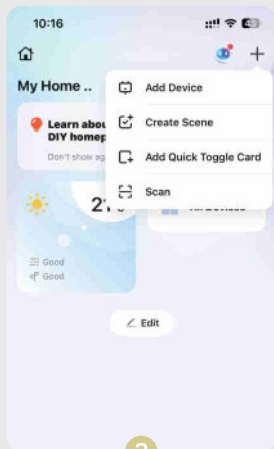 10:16
My Home ..
Add Device
Create Scene
Add Quick Toggle Card
Scan
Learn abou
DIY homep
Don't show ag
Good
Good
Edit